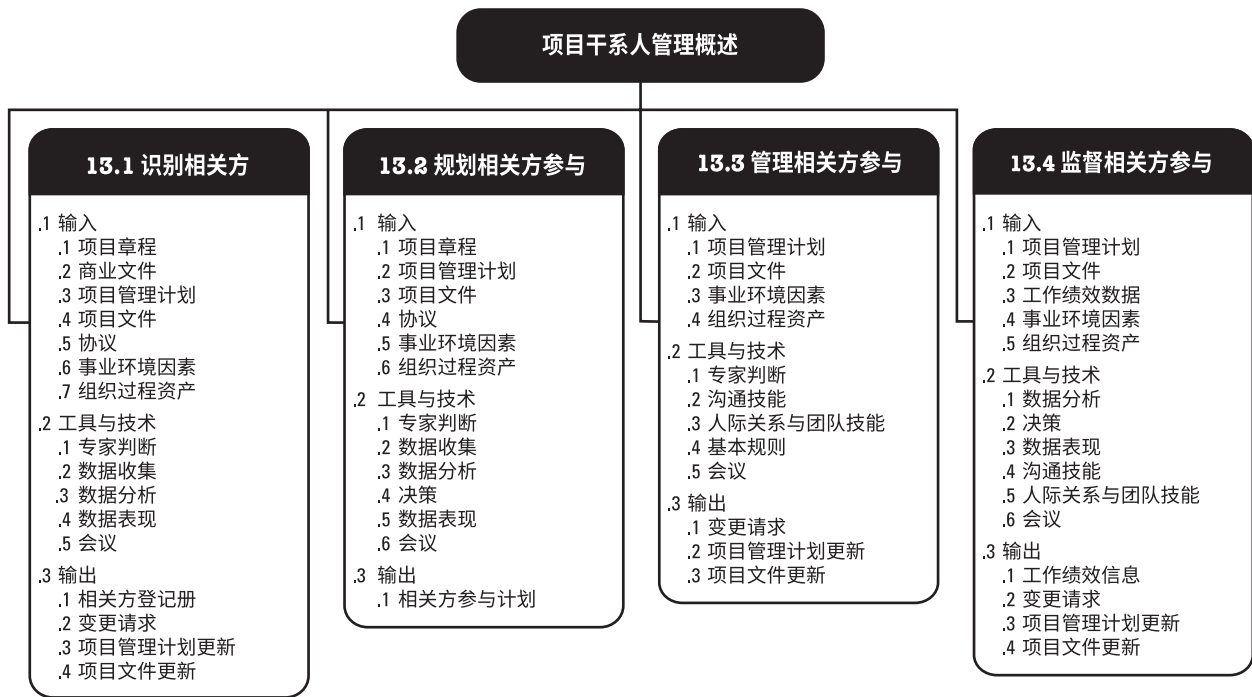 项目干系人管理概述
13.1 识别相关方
.1 输入
.1 项目章程
.2 商业文件
.3 项目管理计划
.4 项目文件
.5 协议
.6 事业环境因素
.7 组织过程资产
.2 工具与技术
.1 专家判断
.2 数据收集
.3 数据分析
.4 数据表现
.5 会议
.3 输出
.1 相关方登记册
.2 变更请求
.3 项目管理计划更新
.4 项目文件更新
13.2 规划相关方参与
.1 输入
.1 项目章程
.2 项目管理计划
.3 项目文件
.4 协议
.5 事业环境因素
.6 组织过程资产
.2 工具与技术
.1 专家判断
.2 数据收集
.3 数据分析
.4 决策
.5 数据表现
.6 会议
.3 输出
.1 相关方参与计划
13.3 管理相关方参与
.1 输入
.1 项目管理计划
.2 项目文件
.3 事业环境因素
.4 组织过程资产
.2 工具与技术
.1 专家判断
.2 沟通技能
.3 人际关系与团队技能
.4 基本规则
.5 会议
.3 输出
.1 变更请求
.2 项目管理计划更新
.3 项目文件更新
13.4 监督相关方参与
.1 输入
.1 项目管理计划
.2 项目文件
.3 工作绩效数据
.4 事业环境因素
.5 组织过程资产
.2 工具与技术
.1 数据分析
.2 决策
.3 数据表现
.4 沟通技能
.5 人际关系与团队技能
.6 会议
.3 输出
.1 工作绩效信息
.2 变更请求
.3 项目管理计划更新
.4 项目文件更新